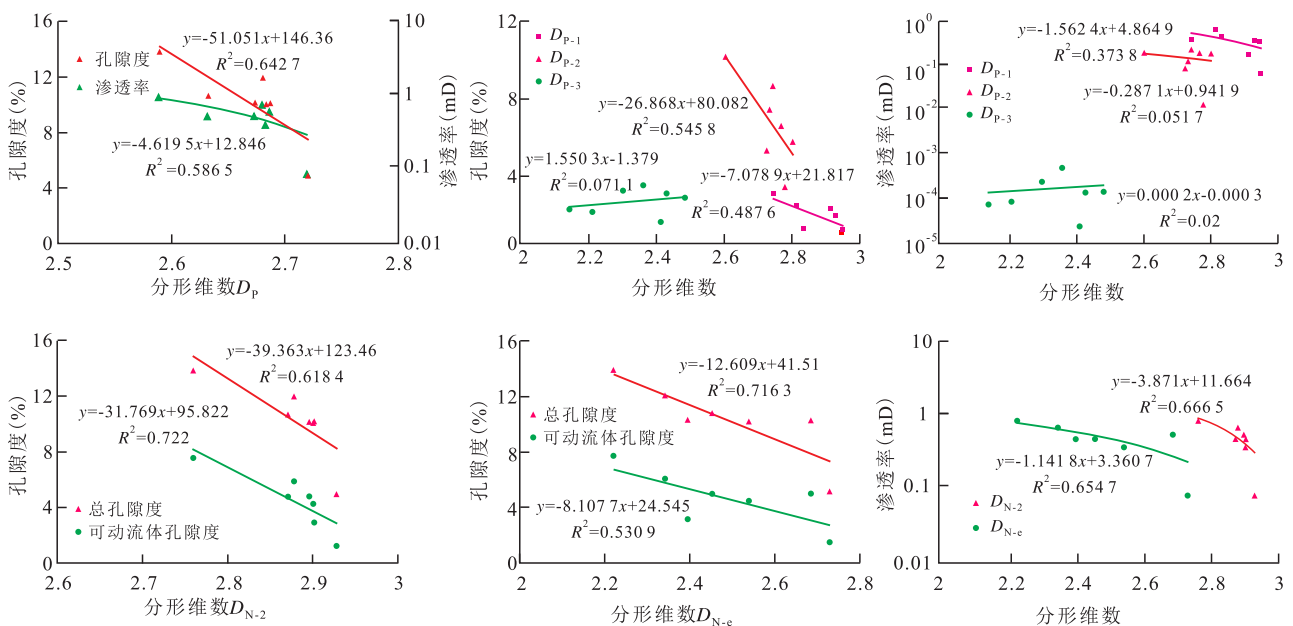 16
12
8
4
0
孔隙度(%)
10
1
0.1
0.01
渗透率(mD)
y=-51.051x+146.36
R²=0.642 7
孔隙度
渗透率
y=-4.619 5x+12.846
R²=0.586 5
2.5 2.6 2.7 2.8
分形维数D_P
12
8
4
0
孔隙度(%)
D_P-1
D_P-2
D_P-3
y=-26.868x+80.082
R²=0.545 8
y=1.550 3x-1.379
R²=0.071 1
y=-7.078 9x+21.817
R²=0.487 6
2 2.2 2.4 2.6 2.8 3
分形维数
10⁰
10⁻¹
10⁻²
10⁻³
10⁻⁴
10⁻⁵
渗透率(mD)
y=-1.562 4x+4.864 9
R²=0.373 8
D_P-1
D_P-2
D_P-3
y=-0.287 1x+0.941 9
R²=0.051 7
y=0.000 2x-0.000 3
R²=0.02
2 2.2 2.4 2.6 2.8 3
分形维数
16
12
8
4
0
孔隙度(%)
y=-39.363x+123.46
R²=0.618 4
y=-31.769x+95.822
R²=0.722
总孔隙度
可动流体孔隙度
2.6 2.7 2.8 2.9 3
分形维数D_N-2
16
12
8
4
0
孔隙度(%)
y=-12.609x+41.51
R²=0.716 3
总孔隙度
可动流体孔隙度
y=-8.107 7x+24.545
R²=0.530 9
2 2.2 2.4 2.6 2.8
分形维数D_N-e
10
1
0.1
0.01
渗透率(mD)
y=-3.871x+11.664
R²=0.666 5
y=-1.141 8x+3.360 7
R²=0.654 7
D_N-2
D_N-e
2 2.2 2.4 2.6 2.8 3
分形维数